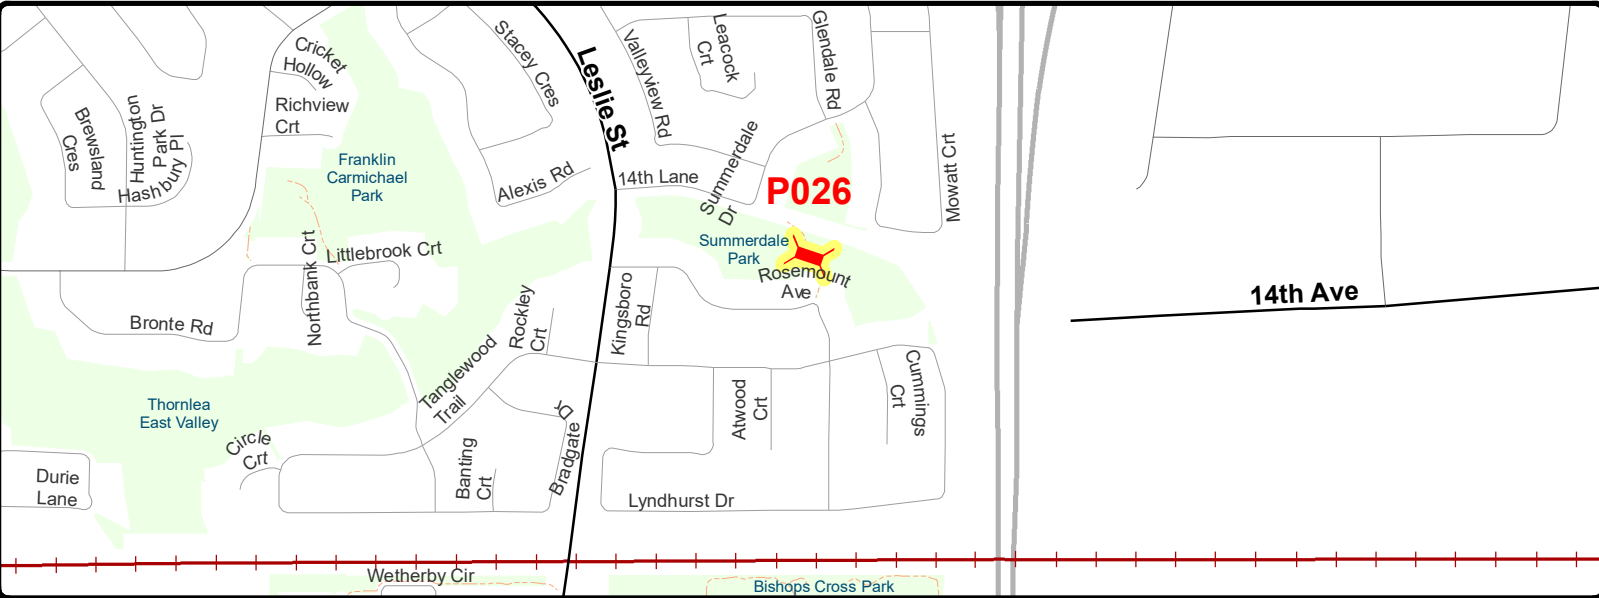 Cricket
Hollow
Richview
Crt
Brewsland
Cres
Huntington
Park Dr
Hashbury Pl
Franklin
Carmichael
Park
Stacey Cres
Leslie St
Valleyview Rd
Leacock
Crt
Glendale Rd
Alexis Rd
14th Lane
Summerdale
Dr
P026
Mowatt Crt
Summerdale
Park
Rosemount
Ave
Northbank Crt
Littlebrook Crt
Bronte Rd
Rockley
Crt
Kingsboro
Rd
14th Ave
Tanglewood
Trail
Thornlea
East Valley
Circle
Crt
Durie
Lane
Banting
Crt
Bradgate Dr
Atwood
Crt
Cummings
Crt
Lyndhurst Dr
Wetherby Cir
Bishops Cross Park